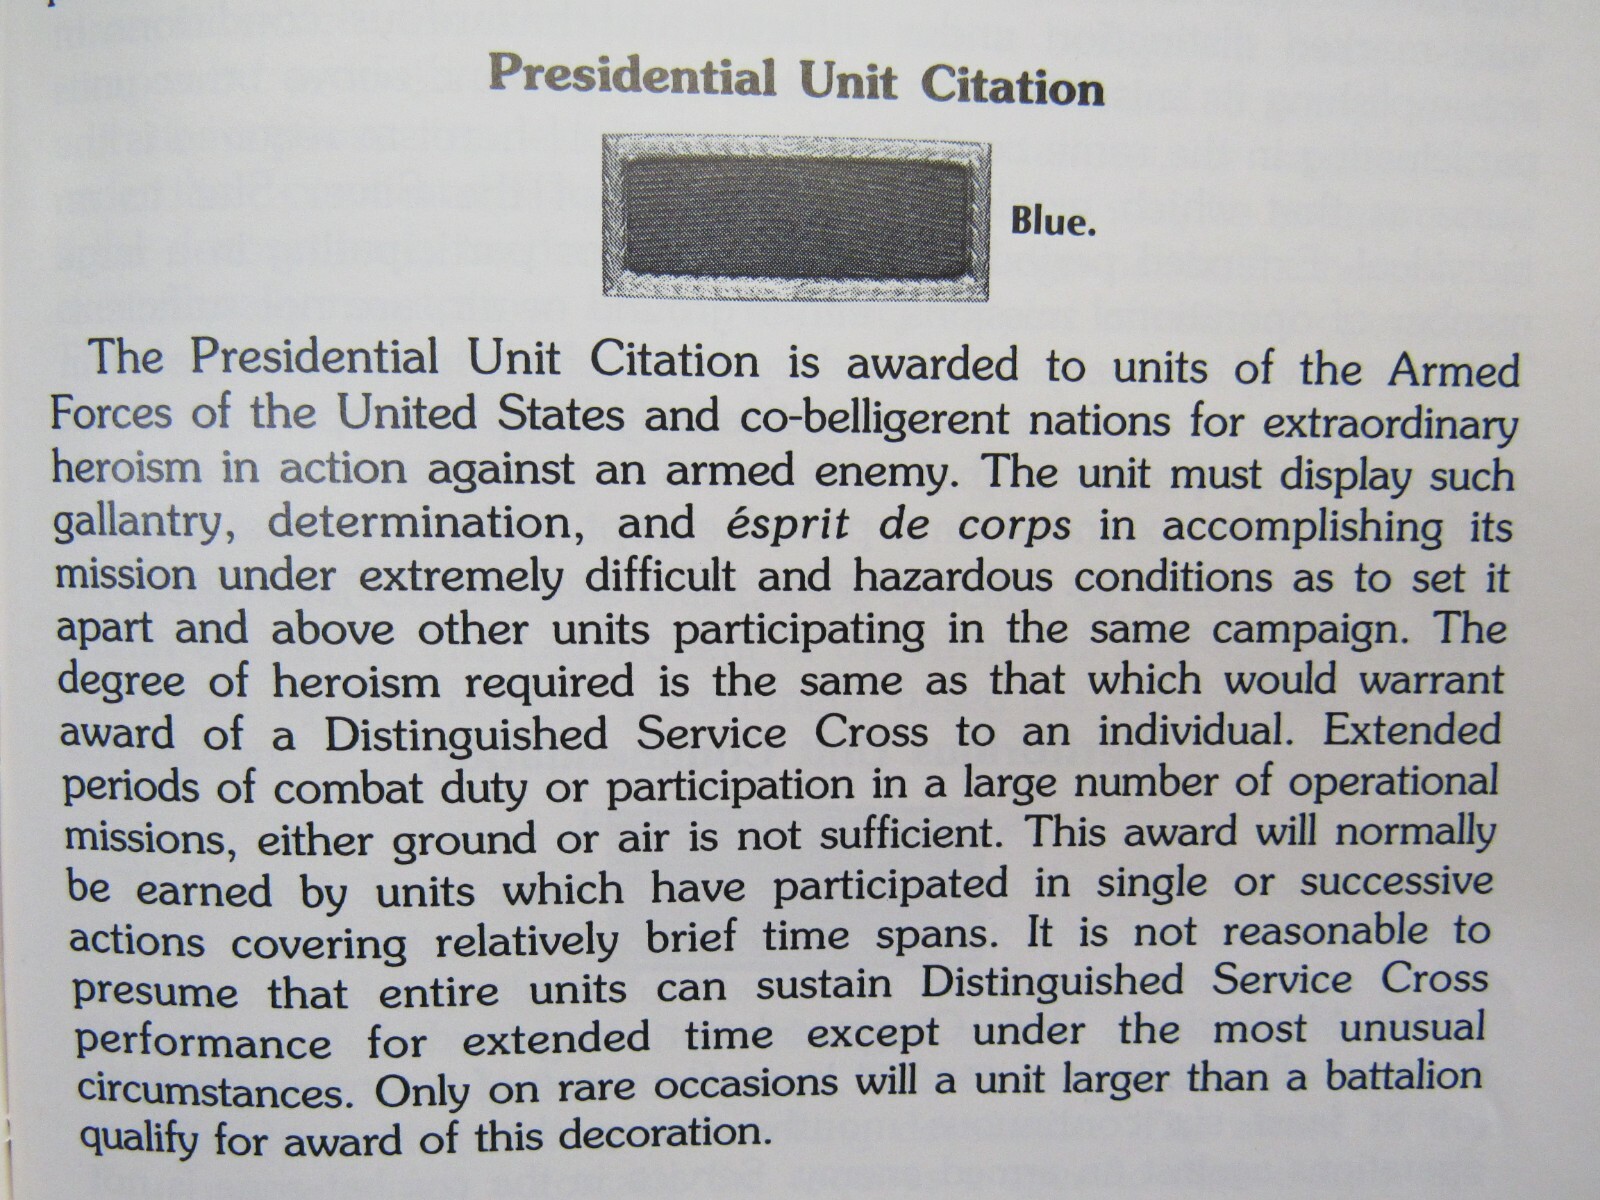 Presidential Unit Citation
Blue.
The Presidential Unit Citation is awarded to units of the Armed
Forces of the United States and co-belligerent nations for extraordinary
heroism in action against an armed enemy. The unit must display such
gallantry, determination, and ésprit de corps in accomplishing its
mission under extremely difficult and hazardous conditions as to set it
apart and above other units participating in the same campaign. The
degree of heroism required is the same as that which would warrant
award of a Distinguished Service Cross to an individual. Extended
periods of combat duty or participation in a large number of operational
missions, either ground or air is not sufficient. This award will normally
be earned by units which have participated in single or successive
actions covering relatively brief time spans. It is not reasonable to
presume that entire units can sustain Distinguished Service Cross
performance for extended time except under the most unusual
circumstances. Only on rare occasions will a unit larger than a battalion
qualify for award of this decoration.